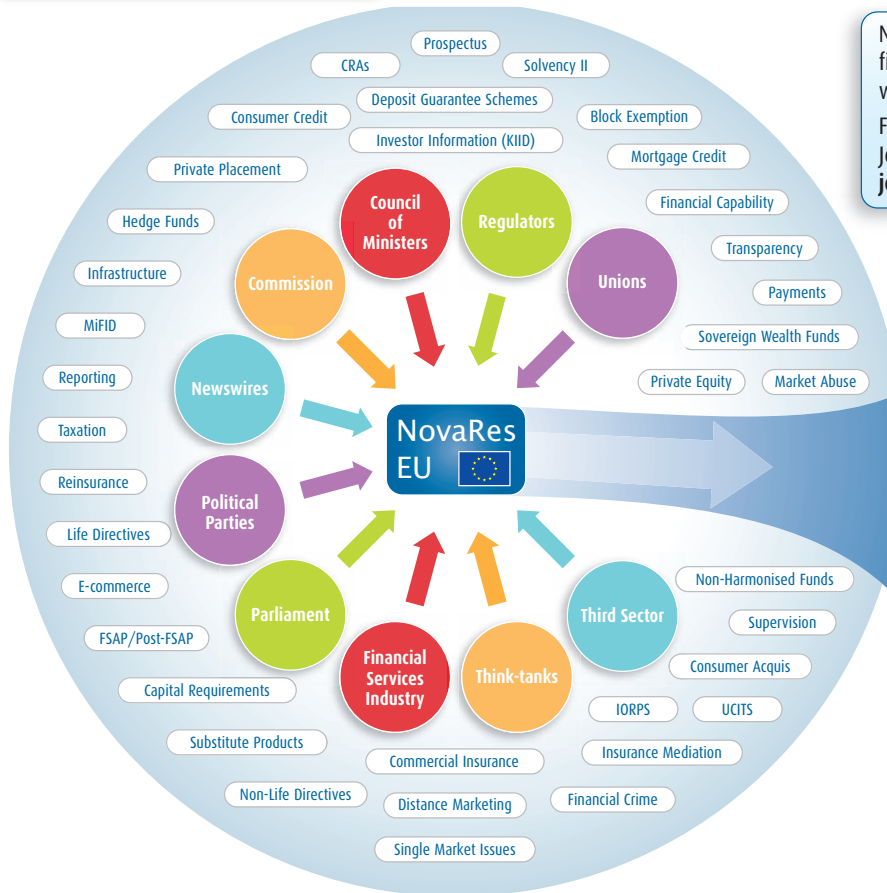 Prospectus
CRAs
Solvency II
Deposit Guarantee Schemes
Consumer Credit
Block Exemption
Investor Information (KIID)
Mortgage Credit
Private Placement
Financial Capability
Hedge Funds
Transparency
Infrastructure
Payments
MiFID
Sovereign Wealth Funds
Reporting
Private Equity
Market Abuse
Taxation
Reinsurance
Life Directives
E-commerce
FSAP/Post-FSAP
Capital Requirements
Substitute Products
Non-Life Directives
Commercial Insurance
Distance Marketing
Single Market Issues
Financial Crime
Insurance Mediation
IORPS
UCITS
Consumer Acquis
Supervision
Non-Harmonised Funds
Council
of
Ministers
Regulators
Commission
Unions
Newswires
Political
Parties
Parliament
Financial
Services
Industry
Think-tanks
Third Sector
NovaRes
EU